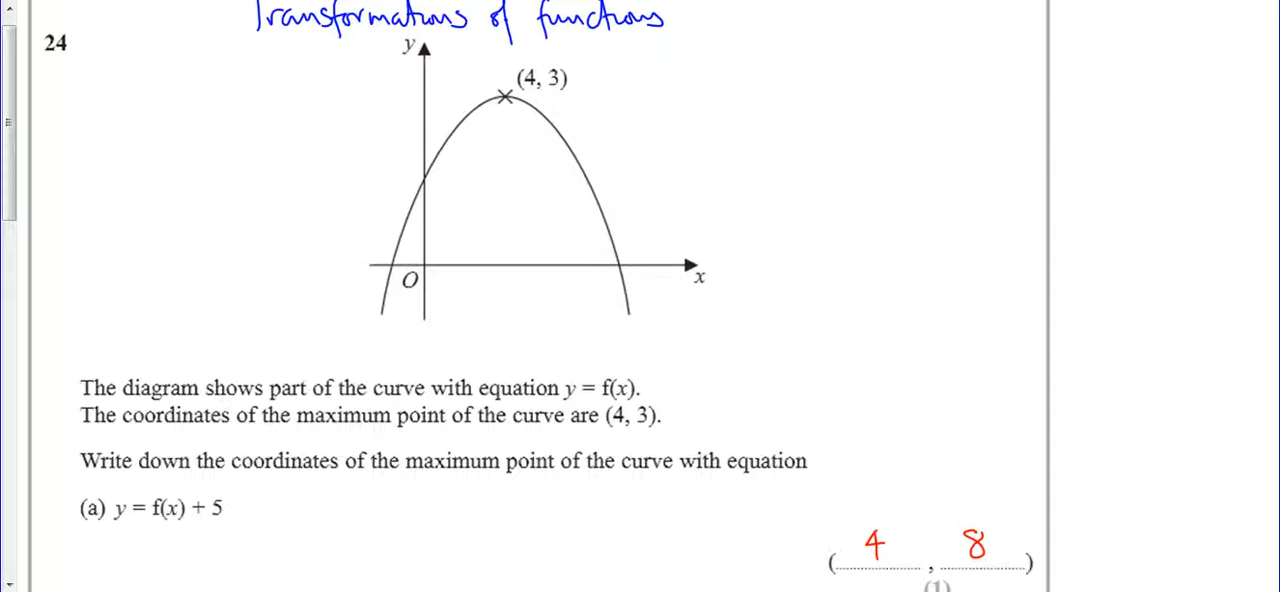 Transformations of functions
24
y
(4, 3)
O
x
The diagram shows part of the curve with equation y = f(x).
The coordinates of the maximum point of the curve are (4, 3).
Write down the coordinates of the maximum point of the curve with equation
(a) y = f(x) + 5
(4, 8)
(1)